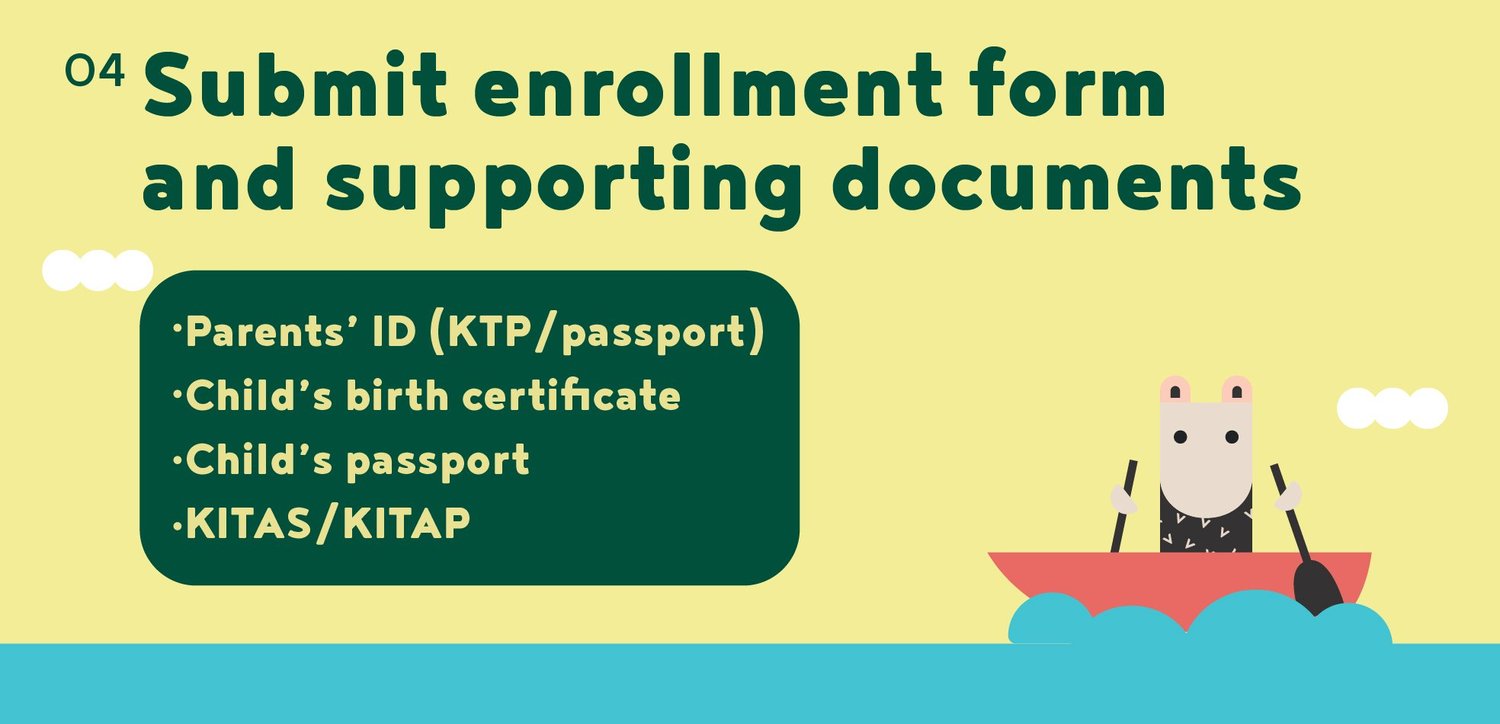 04 Submit enrollment form
and supporting documents
·Parents’ ID (KTP/passport)
·Child’s birth certificate
·Child’s passport
·KITAS/KITAP